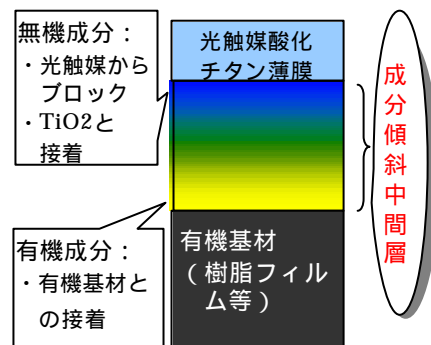 無機成分：
・光触媒から
ブロック
・TiO2と
接着
光触媒酸化
チタン薄膜
成分傾斜中間層
有機成分：
・有機基材と
の接着
有機基材
（樹脂フィル
ム等）